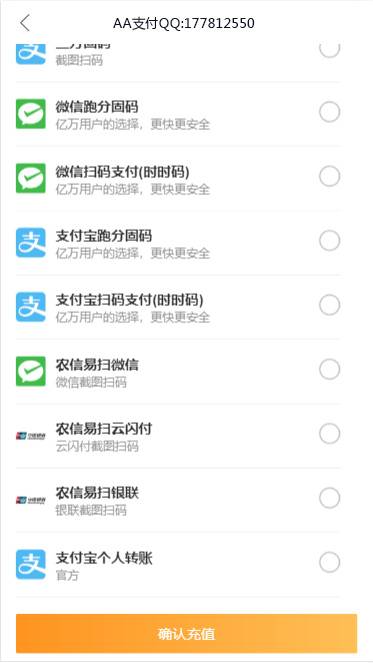 AA支付QQ:177812550
截图扫码
微信跑分固码
亿万用户的选择，更快更安全
微信扫码支付(时时码)
亿万用户的选择，更快更安全
支付宝跑分固码
亿万用户的选择，更快更安全
支付宝扫码支付(时时码)
亿万用户的选择，更快更安全
农信易扫微信
微信截图扫码
农信易扫云闪付
云闪付截图扫码
农信易扫银联
银联截图扫码
支付宝个人转账
官方
确认充值